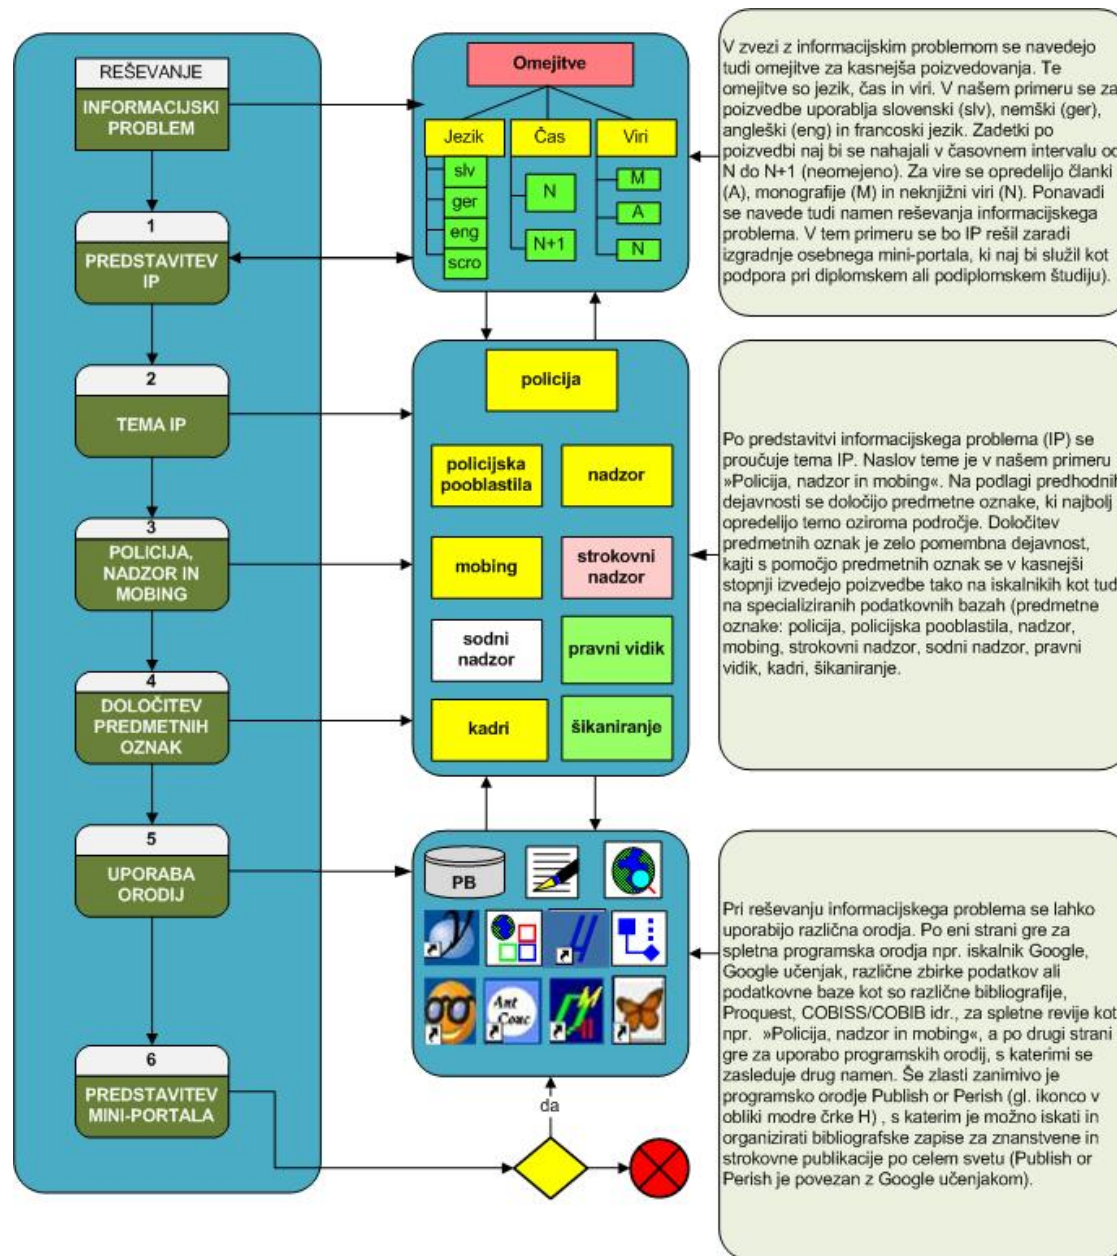 REŠEVANJE
INFORMACIJSKI
PROBLEM
1
PREDSTAVITEV
IP
2
TEMA IP
3
POLICIJA,
NADZOR IN
MOBING
4
DOLOČITEV
PREDMETNIH
OZNAK
5
UPORABA
ORODIJ
6
PREDSTAVITEV
MINI-PORTALA
Omejitve
Jezik
Čas
Viri
slv
ger
eng
scro
N
N+1
M
A
N
policija
policijska
pooblastila
nadzor
mobing
strokovni
nadzor
sodni
nadzor
pravni vidik
kadri
šikaniranje
PB
Ant
Conc
da
V zvezi z informacijskim problemom se navedejo
tudi omejitve za kasnejša poizvedovanja. Te
omejitve so jezik, čas in viri. V našem primeru se za
poizvedbe uporablja slovenski (slv), nemški (ger),
angleški (eng) in francoski jezik. Zadetki po
poizvedbi naj bi se nahajali v časovnem intervalu
N do N+1 (neomejeno). Za vire se opredelijo članki
(A), monografije (M) in neknjižni viri (N). Ponavadi
se navede tudi namen reševanja informacijskega
problema. V tem primeru se bo IP rešil zaradi
izgradnje osebnega mini-portala, ki naj bi služil kot
podpora pri diplomskem ali podiplomskem študiju).
Po predstavitvi informacijskega problema (IP) se
proučuje tema IP. Naslov teme je v našem primeru
»Policija, nadzor in mobing«. Na podlagi
dejavnosti se določijo predmetne oznake, ki najbolj
opredelijo temo oziroma področje. Določitev
predmetnih oznak je zelo pomembna dejavnost,
kajti s pomočjo predmetnih oznak se v kasnejši
stopnji izvedejo poizvedbe tako na iskalnikih kot
na specializiranih podatkovnih bazah (predmetne
oznake: policija, policijska pooblastila, nadzor,
mobing, strokovni nadzor, sodni nadzor, pravni
vidik, kadri, šikaniranje.
Pri reševanju informacijskega problema se lahko
uporabijo različna orodja. Po eni strani gre za
spletna programska orodja npr. iskalnik Google,
Google učenjak, različne zbirke podatkov ali
podatkovne baze kot so različne bibliografije,
Proquest, COBISS/COBIB idr., za spletne revije kot
npr. »Policija, nadzor in mobing«, a po drugi strani
gre za uporabo programskih orodij, s katerimi se
zasleduje drug namen. Še zlasti zanimivo je
programsko orodje Publish or Perish (gl. ikonco v
obliki modre črke H) , s katerim je možno iskati in
organizirati bibliografske zapise za znanstvene in
strokovne publikacije po celem svetu (Publish or
Perish je povezan z Google učenjakom).